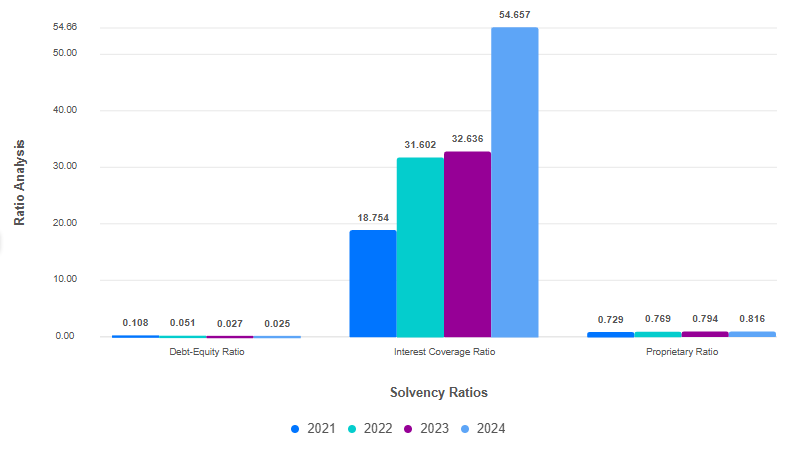 54.66
50.00
40.00
30.00
20.00
10.00
0.00
Ratio Analysis
0.108 0.051 0.027 0.025
18.754 31.602 32.636 54.657
0.729 0.769 0.794 0.816
Debt-Equity Ratio Interest Coverage Ratio Proprietary Ratio
Solvency Ratios
2021 2022 2023 2024